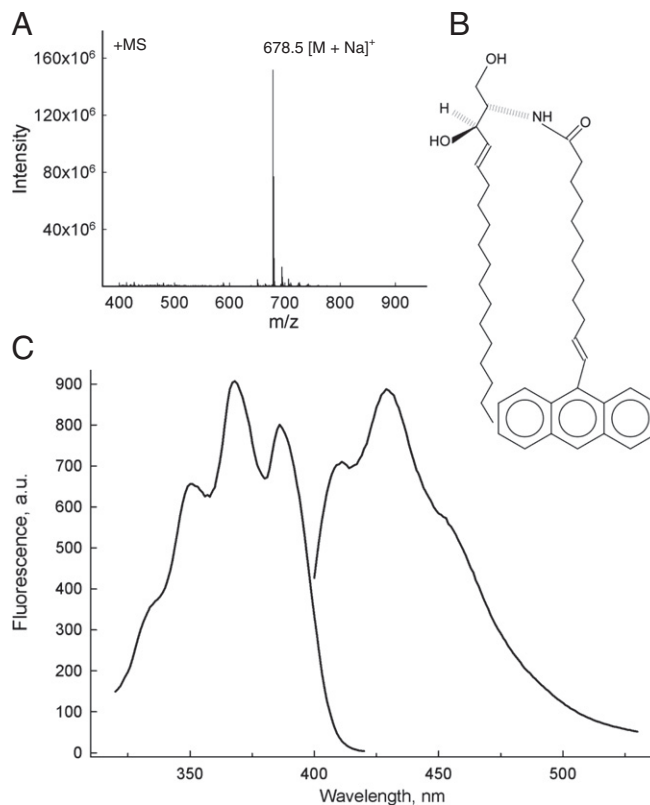 A
+MS
678.5 [M + Na]⁺
160x10⁶
120x10⁶
80x10⁶
40x10⁶
Intensity
400 500 600 700 800 900
m/z
B
OH
H
NH
O
HO
C
900
800
700
600
500
400
300
200
100
0
Fluorescence, a.u.
350 400 450 500
Wavelength, nm